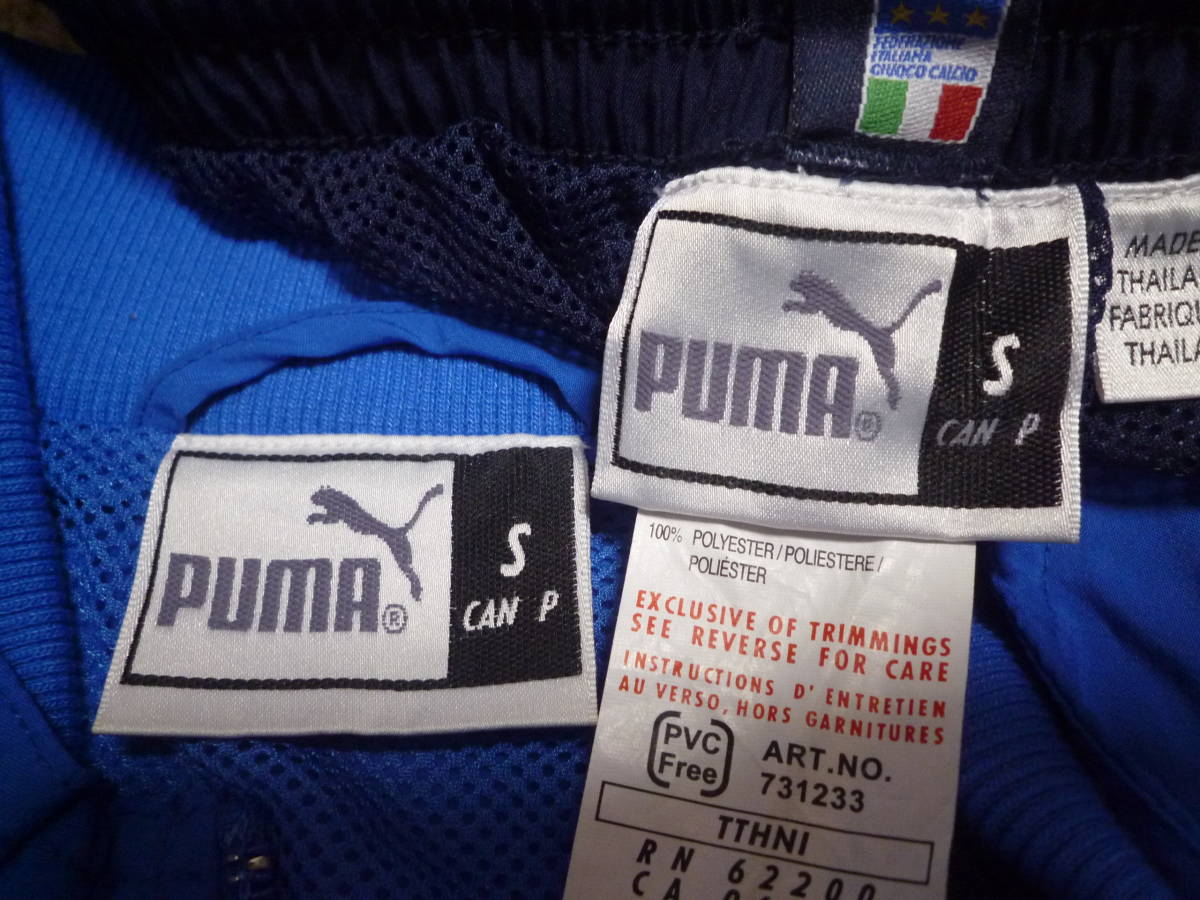 FEDERAZIONE
ITALIANA
GIUOCO CALCIO
PUMA®
S
CAN P
MADE
THAILA
FABRIQU
THAILA
PUMA®
S
CAN P
100% POLYESTER / POLIESTERE /
POLIÉSTER
EXCLUSIVE OF TRIMMINGS
SEE REVERSE FOR CARE
INSTRUCTIONS D'ENTRETIEN
AU VERSO, HORS GARNITURES
PVC
Free
ART.NO.
731233
TTHNI
RN 62200
CA